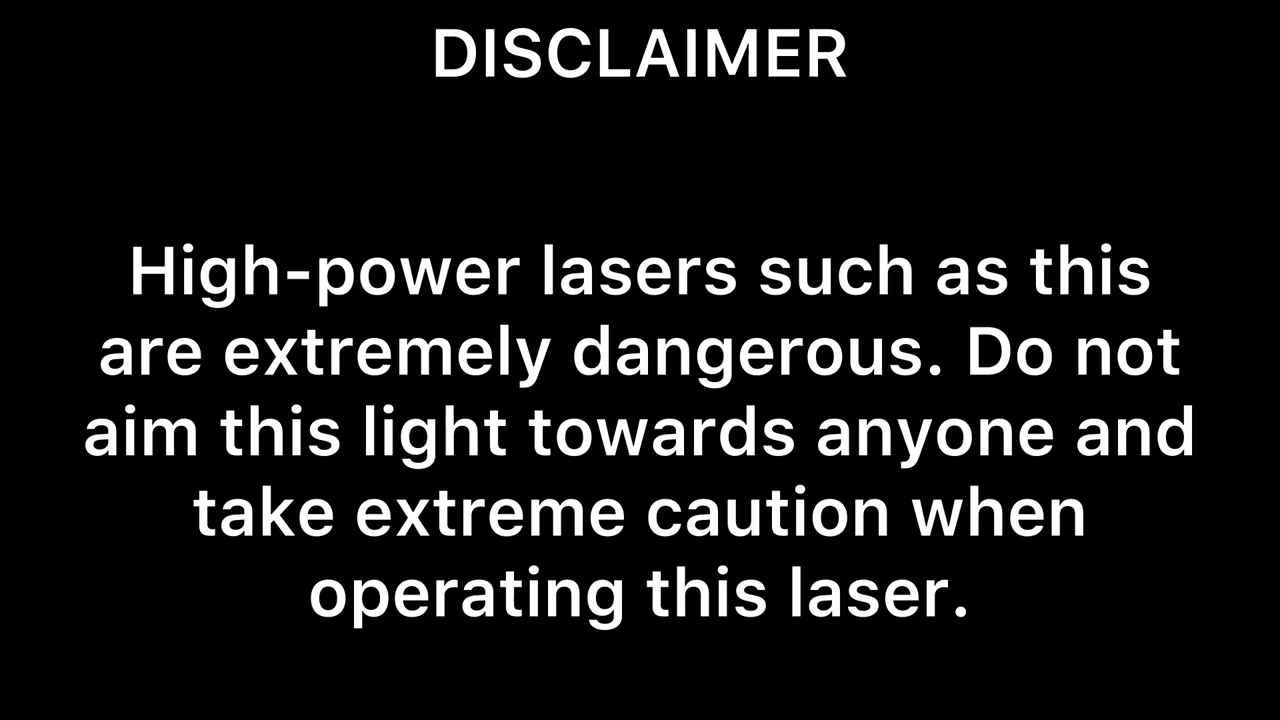 DISCLAIMER
High-power lasers such as this
are extremely dangerous. Do not
aim this light towards anyone and
take extreme caution when
operating this laser.